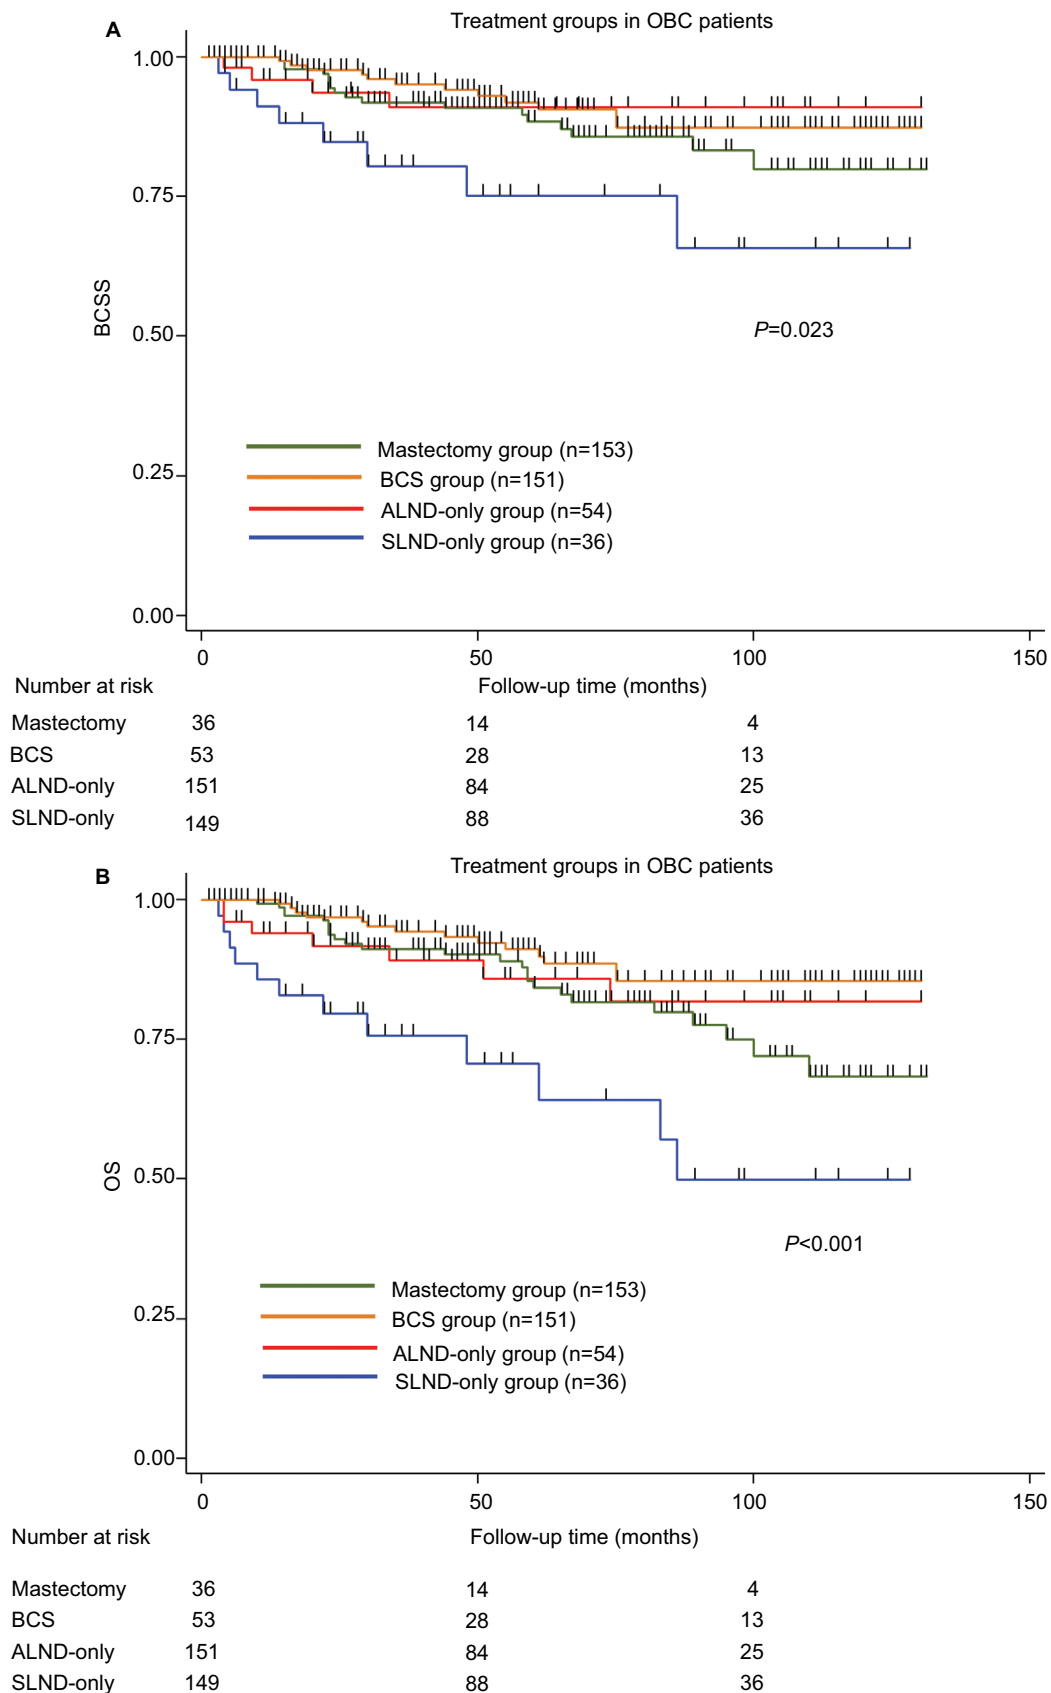 A
Treatment groups in OBC patients
1.00
0.75
0.50
0.25
0.00
BCSS
P=0.023
Mastectomy group (n=153)
BCS group (n=151)
ALND-only group (n=54)
SLND-only group (n=36)
0 50 100 150
Number at risk Follow-up time (months)
Mastectomy 36 14 4
BCS 53 28 13
ALND-only 151 84 25
SLND-only 149 88 36
B
Treatment groups in OBC patients
1.00
0.75
0.50
0.25
0.00
OS
P<0.001
Mastectomy group (n=153)
BCS group (n=151)
ALND-only group (n=54)
SLND-only group (n=36)
0 50 100 150
Number at risk Follow-up time (months)
Mastectomy 36 14 4
BCS 53 28 13
ALND-only 151 84 25
SLND-only 149 88 36